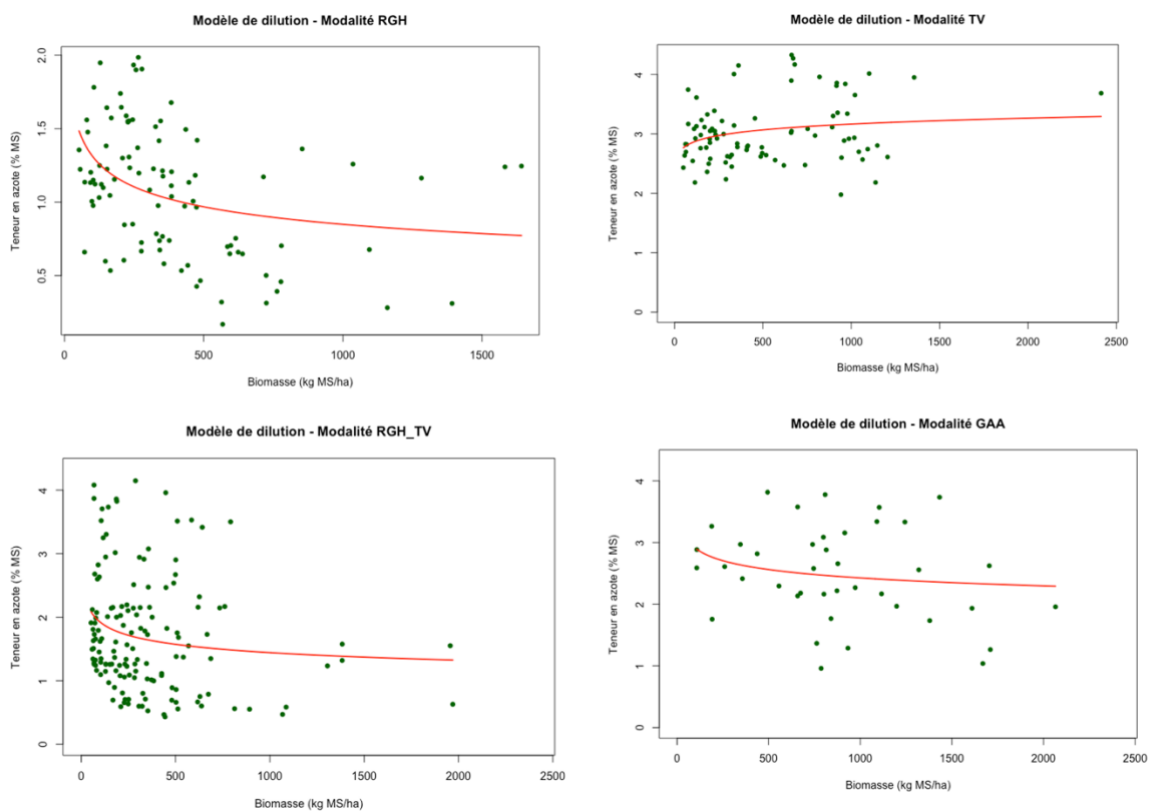 Modèle de dilution - Modalité RGH
Teneur en azote (% MS)
2.0
1.5
1.0
0.5
0 500 1000 1500
Biomasse (kg MS/ha)
Modèle de dilution - Modalité TV
Teneur en azote (% MS)
4
3
2
1
0
0 500 1000 1500 2000 2500
Biomasse (kg MS/ha)
Modèle de dilution - Modalité RGH_TV
Teneur en azote (% MS)
4
3
2
1
0
0 500 1000 1500 2000 2500
Biomasse (kg MS/ha)
Modèle de dilution - Modalité GAA
Teneur en azote (% MS)
4
3
2
1
0
0 500 1000 1500 2000 2500
Biomasse (kg MS/ha)